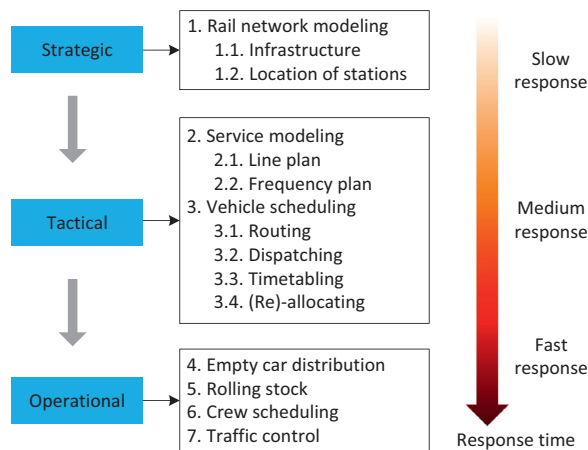 Strategic
1. Rail network modeling
1.1. Infrastructure
1.2. Location of stations
Slow
response
Tactical
2. Service modeling
2.1. Line plan
2.2. Frequency plan
3. Vehicle scheduling
3.1. Routing
3.2. Dispatching
3.3. Timetabling
3.4. (Re)-allocating
Medium
response
Operational
4. Empty car distribution
5. Rolling stock
6. Crew scheduling
7. Traffic control
Fast
response
Response time